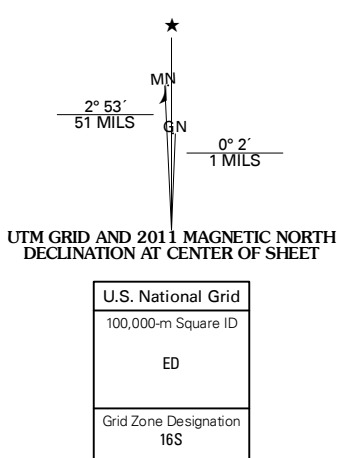 ★
MN
2° 53´
51 MILS
GN
0° 2´
1 MILS
UTM GRID AND 2011 MAGNETIC NORTH
DECLINATION AT CENTER OF SHEET
U.S. National Grid
100,000-m Square ID
ED
Grid Zone Designation
16S